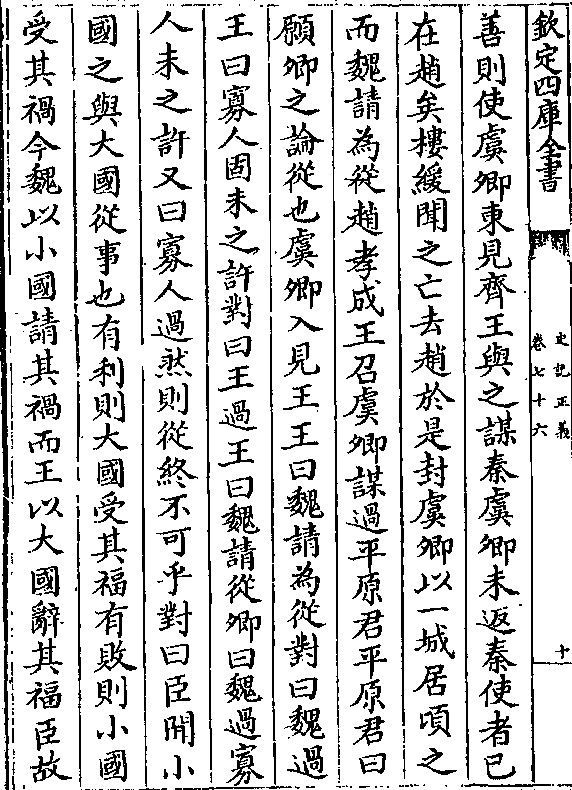 欽定四庫全書
史記正義
卷七十六
十
善則使虞卿東見齊王與之謀秦虞卿未返秦使者已
在趙矣樓緩聞之亡去趙於是封虞卿以一城居頃之
而魏請為從趙孝成王召虞卿謀過平原君平原君曰
願卿之論從也虞卿入見王王曰魏請為從對曰魏過
王曰寡人固未之許對曰王過王曰魏請從卿曰魏過寡
人未之許又曰寡人過然則從終不可乎對曰臣聞小
國之與大國從事也有利則大國受其福有敗則小國
受其禍今魏以小國請其禍而王以大國辭其福臣故